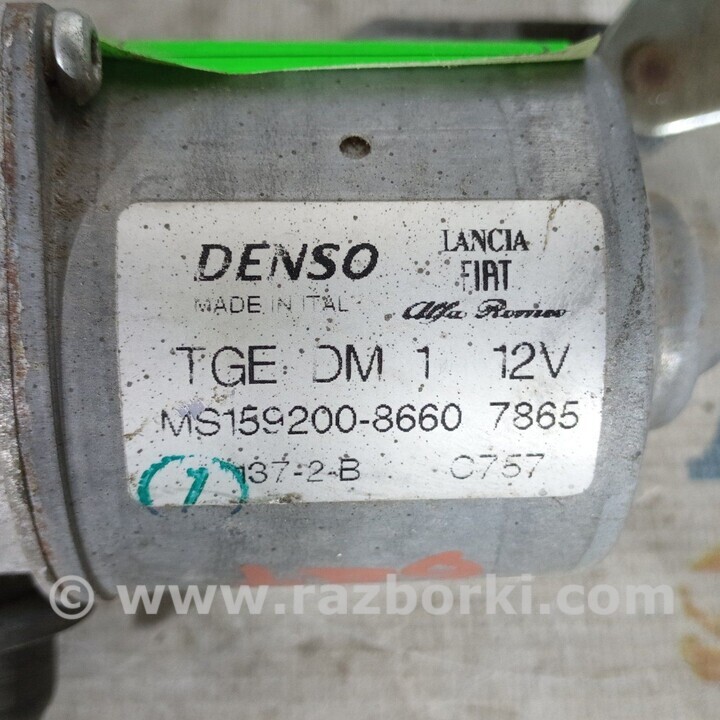 DENSO
MADE IN ITAL
LANCIA
FIAT
Alfa Romeo
TGE DM 1 12V
MS159200-8660 7865
137-2-B C757
1
© www.razborki.com